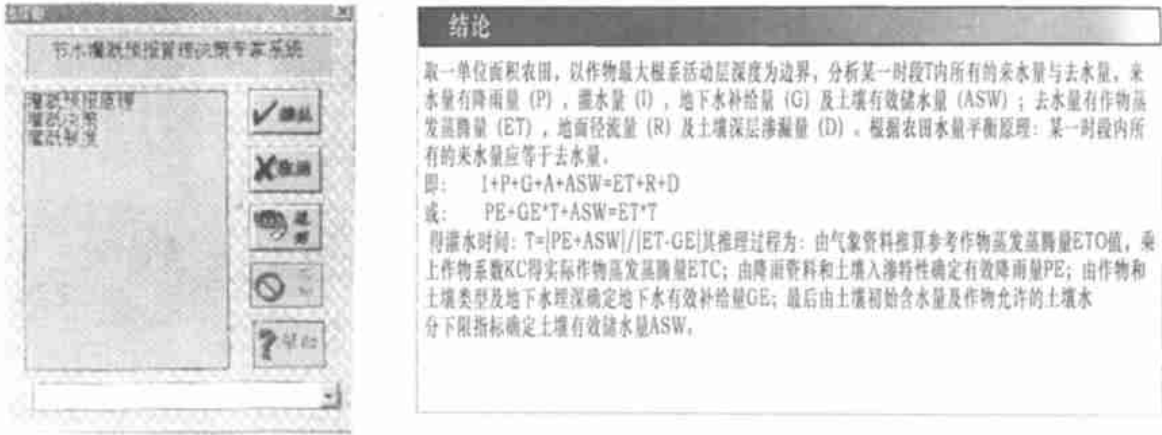 节水灌溉预报管理决策专家系统
灌溉预报原理
灌溉决策
灌溉制度
确认
取消
帮助
结论
取一单位面积农田，以作物最大根系活动层深度为边界，分析某一时段T内所有的来水量与去水量。来
水量有降雨量（P），灌水量（I），地下水补给量（G）及土壤有效储水量（ASW）；去水量有作物蒸
发蒸腾量（ET），地面径流量（R）及土壤深层渗漏量（D）。根据农田水量平衡原理：某一时段内所
有的来水量应等于去水量。
即： I+P+G+A+ASW=ET+R+D
或： PE+GE*T+ASW=ET*T
得灌水时间：T=|PE+ASW|/|ET-GE|其推理过程为：由气象资料推算参考作物蒸发蒸腾量ETO值，乘
上作物系数KC得实际作物蒸发蒸腾量ETC；由降雨资料和土壤入渗特性确定有效降雨量PE；由作物和
土壤类型及地下水埋深确定地下水有效补给量GE；最后由土壤初始含水量及作物允许的土壤水
分下限指标确定土壤有效储水量ASW。